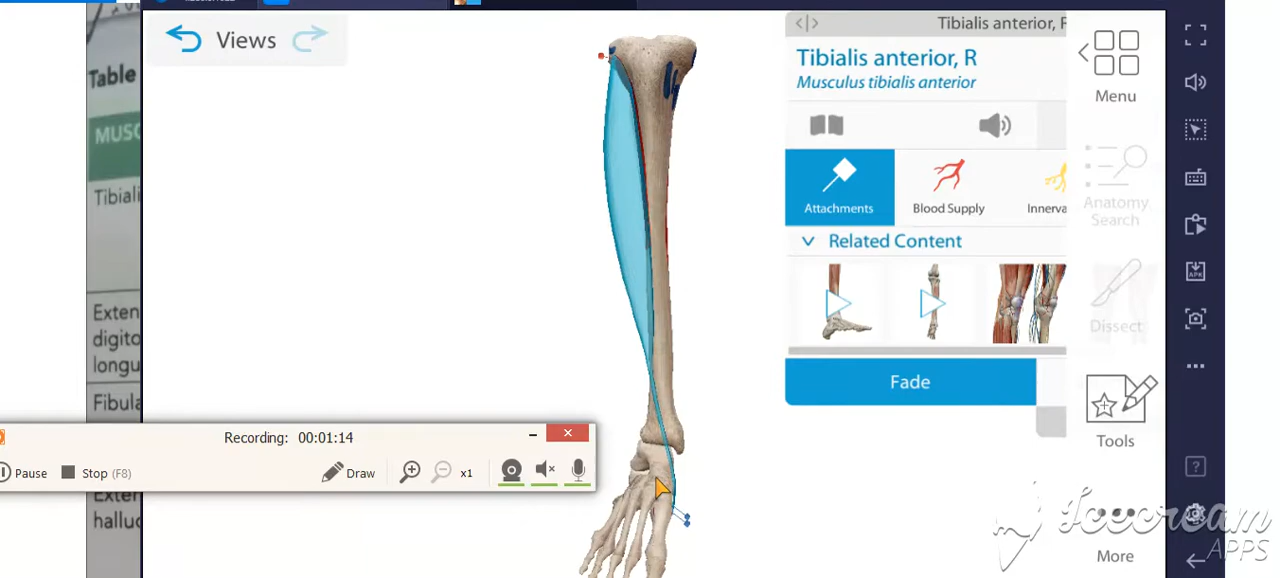 Views
Table
MUSC
Tibiali
Exten
digito
longu
Fibula
Exten
halluc
Tibialis anterior, F
Tibialis anterior, R
Musculus tibialis anterior
Attachments
Blood Supply
Innerva
Related Content
Fade
Menu
Anatomy
Search
Dissect
Tools
More
Recording: 00:01:14
Pause
Stop (F8)
Draw
x1
Icecream
APPS